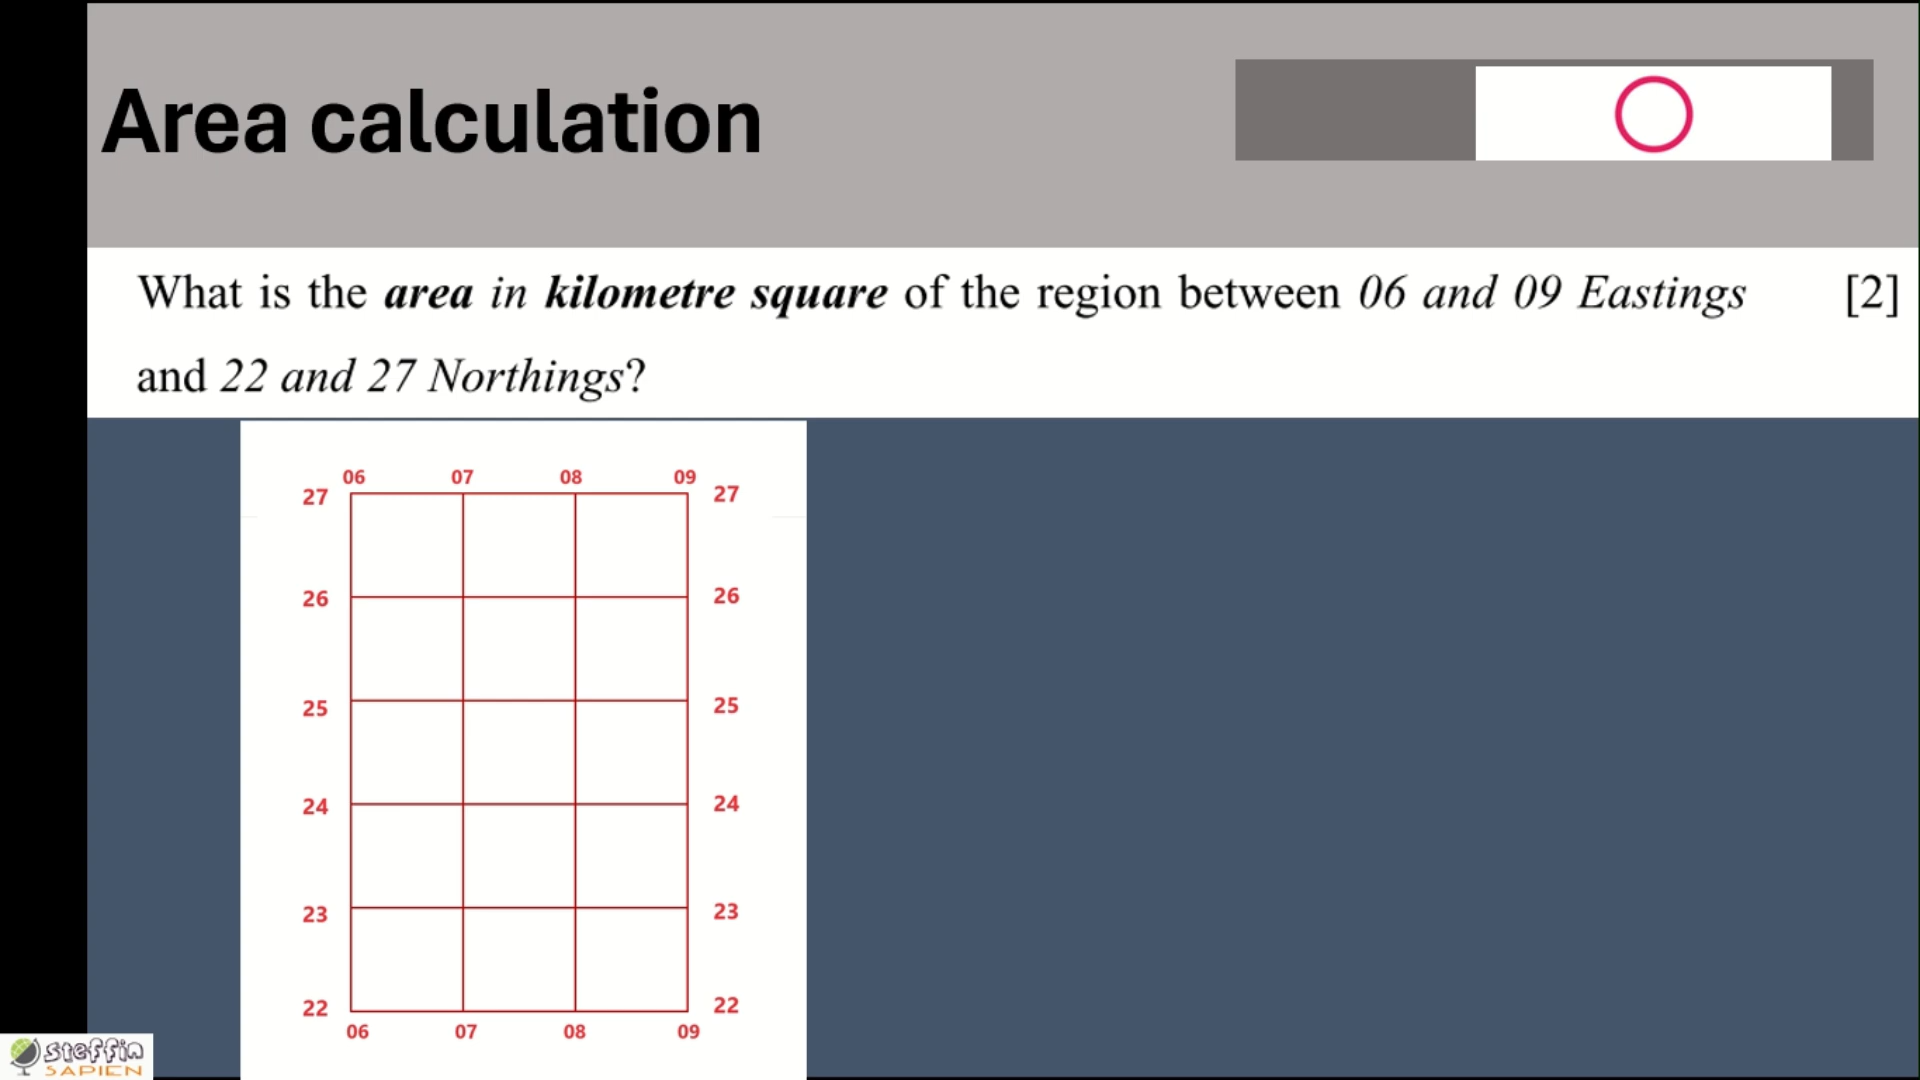 Area calculation
What is the area in kilometre square of the region between 06 and 09 Eastings [2]
and 22 and 27 Northings?
06 07 08 09
27 27
26 26
25 25
24 24
23 23
22 22
06 07 08 09
steffin
SAPIEN